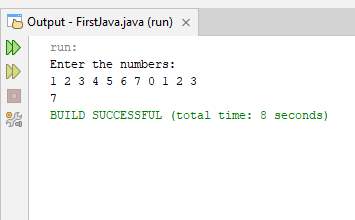 Output - FirstJava.java (run)
run:
Enter the numbers:
1 2 3 4 5 6 7 0 1 2 3
7
BUILD SUCCESSFUL (total time: 8 seconds)